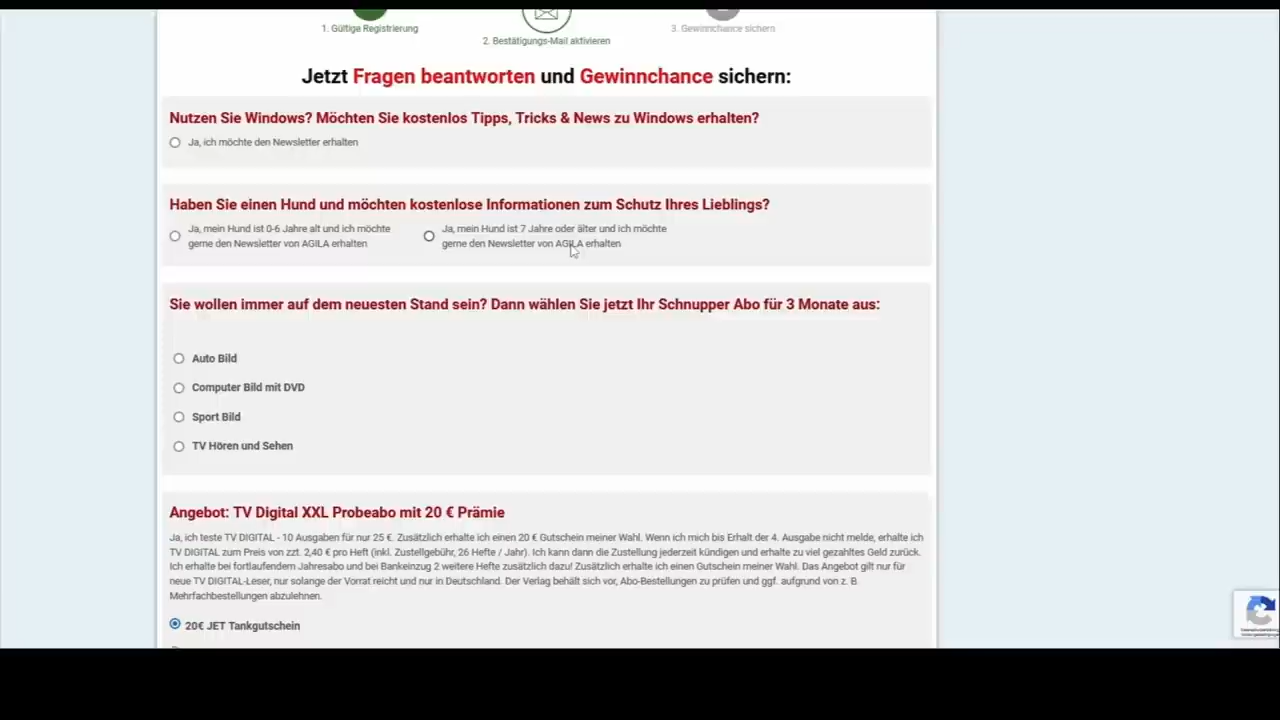 1. Gültige Registrierung
2. Bestätigungs-Mail aktivieren
3. Gewinnchance sichern
Jetzt Fragen beantworten und Gewinnchance sichern:
Nutzen Sie Windows? Möchten Sie kostenlos Tipps, Tricks & News zu Windows erhalten?
Ja, ich möchte den Newsletter erhalten
Haben Sie einen Hund und möchten kostenlose Informationen zum Schutz Ihres Lieblings?
Ja, mein Hund ist 0-6 Jahre alt und ich möchte
gerne den Newsletter von AGILA erhalten
Ja, mein Hund ist 7 Jahre oder älter und ich möchte
gerne den Newsletter von AGILA erhalten
Sie wollen immer auf dem neuesten Stand sein? Dann wählen Sie jetzt Ihr Schnupper Abo für 3 Monate aus:
Auto Bild
Computer Bild mit DVD
Sport Bild
TV Hören und Sehen
Angebot: TV Digital XXL Probeabo mit 20 € Prämie
Ja, ich teste TV DIGITAL - 10 Ausgaben für nur 25 €. Zusätzlich erhalte ich einen 20 € Gutschein meiner Wahl. Wenn ich mich bis Erhalt der 4. Ausgabe nicht melde, erhalte ich
TV DIGITAL zum Preis von zzt. 2,40 € pro Heft (inkl. Zustellgebühr, 26 Hefte / Jahr). Ich kann dann die Zustellung jederzeit kündigen und erhalte zu viel gezahltes Geld zurück.
Ich erhalte bei fortlaufendem Jahresabo und bei Bankeinzug 2 weitere Hefte zusätzlich dazu! Zusätzlich erhalte ich einen Gutschein meiner Wahl. Das Angebot gilt nur für
neue TV DIGITAL-Leser, nur solange der Vorrat reicht und nur in Deutschland. Der Verlag behält sich vor, Abo-Bestellungen zu prüfen und ggf. aufgrund von z. B.
Mehrfachbestellungen abzulehnen.
20€ JET Tankgutschein